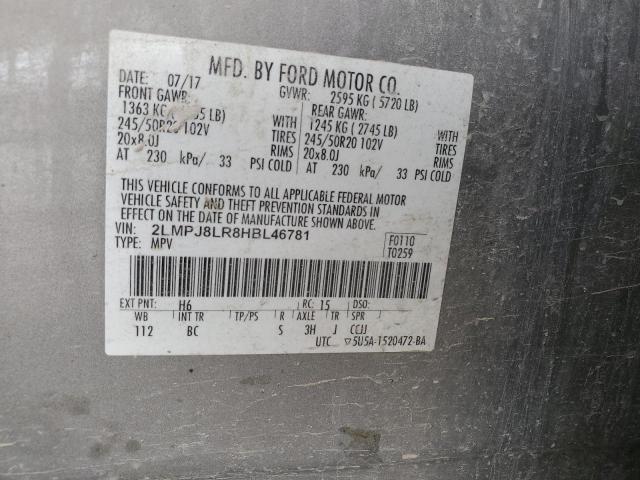 MFD. BY FORD MOTOR CO.
DATE: 07/17 GVWR: 2595 KG ( 5720 LB)
FRONT GAWR: REAR GAWR:
1363 KG LB) WITH 1245 KG ( 2745 LB) WITH
245/50R20 102V TIRES 245/50R20 102V TIRES
20x8.0J RIMS 20x8.0J RIMS
AT 230 kPa/ 33 PSI COLD AT 230 kPa/ 33 PSI COLD
THIS VEHICLE CONFORMS TO ALL APPLICABLE FEDERAL MOTOR
VEHICLE SAFETY AND THEFT PREVENTION STANDARDS IN
EFFECT ON THE DATE OF MANUFACTURE SHOWN ABOVE.
VIN: 2LMPJ8LR8HBL46781 F0110
TYPE: MPV T0259
EXT PNT: H6 RC: 15 DSO:
WB INT TR TP/PS R AXLE TR SPR
112 BC S 3H J CCJJ
UTC ▽5U5A-1520472-BA